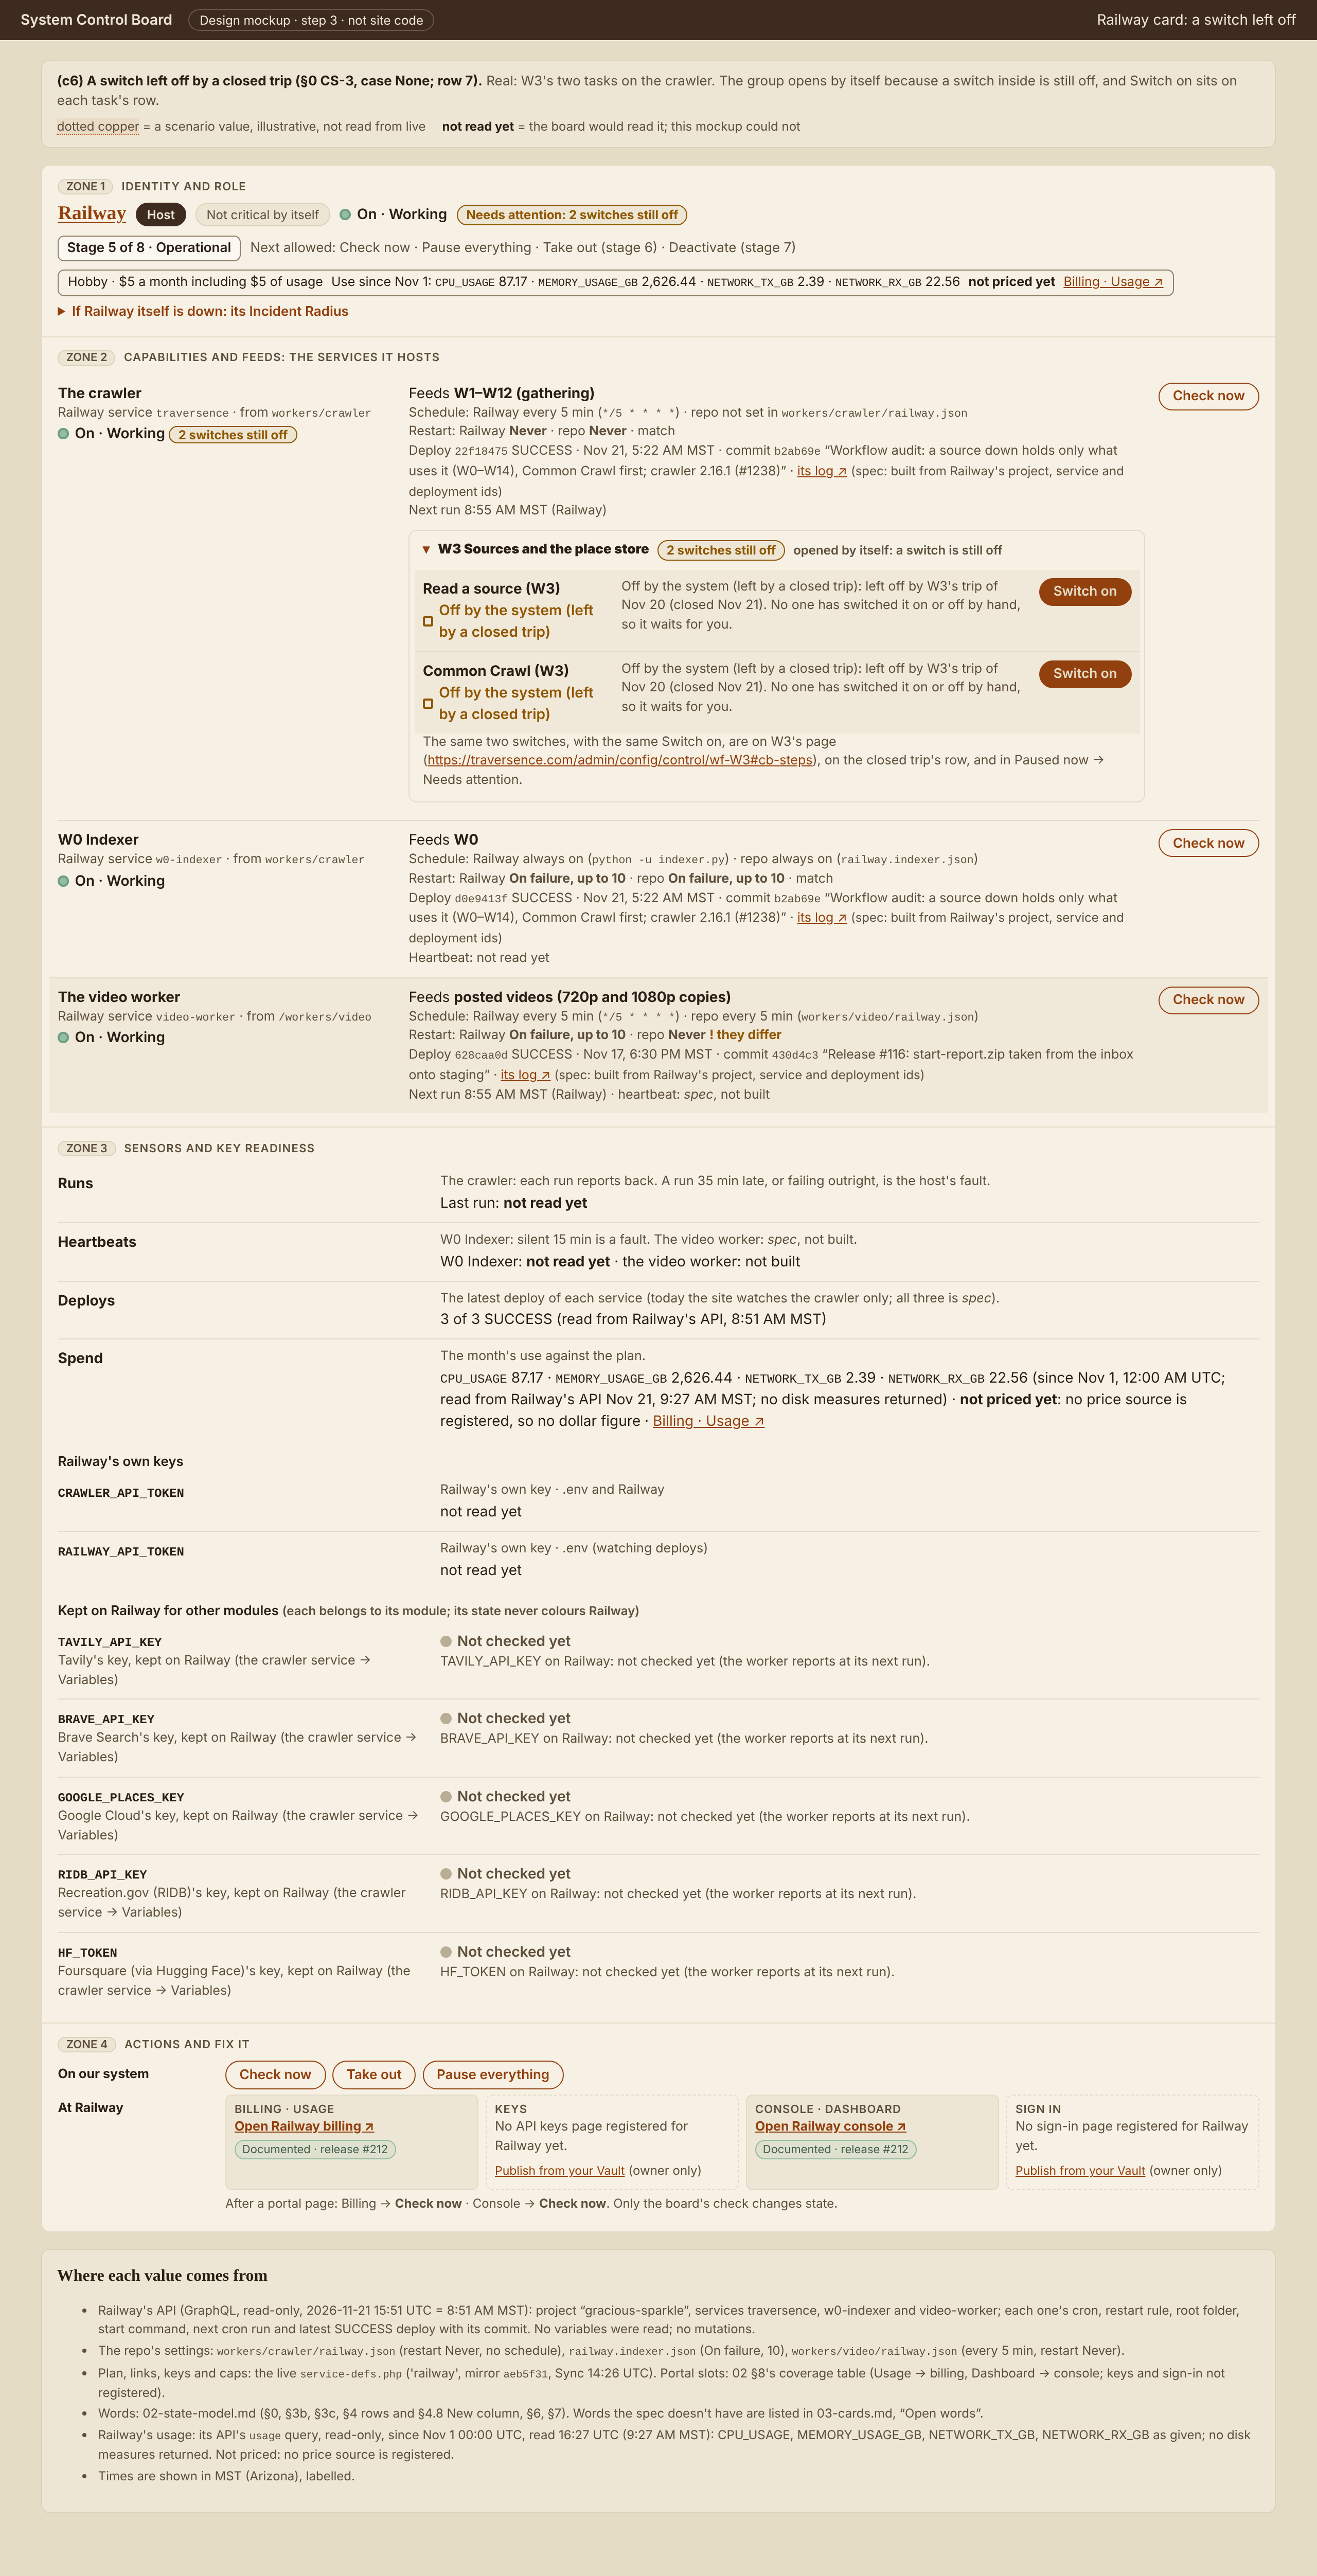 System Control Board
Design mockup · step 3 · not site code
Railway card: a switch left off
(c6) A switch left off by a closed trip (§0 CS-3, case None; row 7). Real: W3's two tasks on the crawler. The group opens by itself because a switch inside is still off, and Switch on sits on
each task's row.
dotted copper = a scenario value, illustrative, not read from live
not read yet = the board would read it; this mockup could not
ZONE 1 IDENTITY AND ROLE
Railway Host Not critical by itself On · Working Needs attention: 2 switches still off
Stage 5 of 8 · Operational Next allowed: Check now · Pause everything · Take out (stage 6) · Deactivate (stage 7)
Hobby · $5 a month including $5 of usage Use since Nov 1: CPU_USAGE 87.17 · MEMORY_USAGE_GB 2,626.44 · NETWORK_TX_GB 2.39 · NETWORK_RX_GB 22.56 not priced yet Billing · Usage ↗
▶ If Railway itself is down: its Incident Radius
ZONE 2 CAPABILITIES AND FEEDS: THE SERVICES IT HOSTS
The crawler
Railway service traversence · from workers/crawler
On · Working 2 switches still off
Feeds W1–W12 (gathering)
Schedule: Railway every 5 min (*/5 * * * *) · repo not set in workers/crawler/railway.json
Restart: Railway Never · repo Never · match
Deploy 22f18475 SUCCESS · Nov 21, 5:22 AM MST · commit b2ab69e “Workflow audit: a source down holds only what
uses it (W0–W14), Common Crawl first; crawler 2.16.1 (#1238)” · its log ↗ (spec: built from Railway's project, service and
deployment ids)
Next run 8:55 AM MST (Railway)
Check now
▼ W3 Sources and the place store 2 switches still off opened by itself: a switch is still off
Read a source (W3)
Off by the system (left
by a closed trip)
Off by the system (left by a closed trip): left off by W3's trip of
Nov 20 (closed Nov 21). No one has switched it on or off by hand,
so it waits for you.
Switch on
Common Crawl (W3)
Off by the system (left
by a closed trip)
Off by the system (left by a closed trip): left off by W3's trip of
Nov 20 (closed Nov 21). No one has switched it on or off by hand,
so it waits for you.
Switch on
The same two switches, with the same Switch on, are on W3's page
(https://traversence.com/admin/config/control/wf-W3#cb-steps), on the closed trip's row, and in Paused now →
Needs attention.
W0 Indexer
Railway service w0-indexer · from workers/crawler
On · Working
Feeds W0
Schedule: Railway always on (python -u indexer.py) · repo always on (railway.indexer.json)
Restart: Railway On failure, up to 10 · repo On failure, up to 10 · match
Deploy d0e9413f SUCCESS · Nov 21, 5:22 AM MST · commit b2ab69e “Workflow audit: a source down holds only what
uses it (W0–W14), Common Crawl first; crawler 2.16.1 (#1238)” · its log ↗ (spec: built from Railway's project, service and
deployment ids)
Heartbeat: not read yet
Check now
The video worker
Railway service video-worker · from /workers/video
On · Working
Feeds posted videos (720p and 1080p copies)
Schedule: Railway every 5 min (*/5 * * * *) · repo every 5 min (workers/video/railway.json)
Restart: Railway On failure, up to 10 · repo Never ! they differ
Deploy 628caa0d SUCCESS · Nov 17, 6:30 PM MST · commit 430d4c3 “Release #116: start-report.zip taken from the inbox
onto staging” · its log ↗ (spec: built from Railway's project, service and deployment ids)
Next run 8:55 AM MST (Railway) · heartbeat: spec, not built
Check now
ZONE 3 SENSORS AND KEY READINESS
Runs
The crawler: each run reports back. A run 35 min late, or failing outright, is the host's fault.
Last run: not read yet
Heartbeats
W0 Indexer: silent 15 min is a fault. The video worker: spec, not built.
W0 Indexer: not read yet · the video worker: not built
Deploys
The latest deploy of each service (today the site watches the crawler only; all three is spec).
3 of 3 SUCCESS (read from Railway's API, 8:51 AM MST)
Spend
The month's use against the plan.
CPU_USAGE 87.17 · MEMORY_USAGE_GB 2,626.44 · NETWORK_TX_GB 2.39 · NETWORK_RX_GB 22.56 (since Nov 1, 12:00 AM UTC;
read from Railway's API Nov 21, 9:27 AM MST; no disk measures returned) · not priced yet: no price source is
registered, so no dollar figure · Billing · Usage ↗
Railway's own keys
CRAWLER_API_TOKEN
Railway's own key · .env and Railway
not read yet
RAILWAY_API_TOKEN
Railway's own key · .env (watching deploys)
not read yet
Kept on Railway for other modules (each belongs to its module; its state never colours Railway)
TAVILY_API_KEY
Tavily's key, kept on Railway (the crawler service →
Variables)
Not checked yet
TAVILY_API_KEY on Railway: not checked yet (the worker reports at its next run).
BRAVE_API_KEY
Brave Search's key, kept on Railway (the crawler service →
Variables)
Not checked yet
BRAVE_API_KEY on Railway: not checked yet (the worker reports at its next run).
GOOGLE_PLACES_KEY
Google Cloud's key, kept on Railway (the crawler service →
Variables)
Not checked yet
GOOGLE_PLACES_KEY on Railway: not checked yet (the worker reports at its next run).
RIDB_API_KEY
Recreation.gov (RIDB)'s key, kept on Railway (the crawler
service → Variables)
Not checked yet
RIDB_API_KEY on Railway: not checked yet (the worker reports at its next run).
HF_TOKEN
Foursquare (via Hugging Face)'s key, kept on Railway (the
crawler service → Variables)
Not checked yet
HF_TOKEN on Railway: not checked yet (the worker reports at its next run).
ZONE 4 ACTIONS AND FIX IT
On our system
Check now Take out Pause everything
At Railway
BILLING · USAGE
Open Railway billing ↗
Documented · release #212
KEYS
No API keys page registered for
Railway yet.
Publish from your Vault (owner only)
CONSOLE · DASHBOARD
Open Railway console ↗
Documented · release #212
SIGN IN
No sign-in page registered for Railway
yet.
Publish from your Vault (owner only)
After a portal page: Billing → Check now · Console → Check now. Only the board's check changes state.
Where each value comes from
• Railway's API (GraphQL, read-only, 2026-11-21 15:51 UTC = 8:51 AM MST): project “gracious-sparkle”, services traversence, w0-indexer and video-worker; each one's cron, restart rule, root folder,
start command, next cron run and latest SUCCESS deploy with its commit. No variables were read; no mutations.
• The repo's settings: workers/crawler/railway.json (restart Never, no schedule), railway.indexer.json (On failure, 10), workers/video/railway.json (every 5 min, restart Never).
• Plan, links, keys and caps: the live service-defs.php ('railway', mirror aeb5f31, Sync 14:26 UTC). Portal slots: 02 §8's coverage table (Usage → billing, Dashboard → console; keys and sign-in not
registered).
• Words: 02-state-model.md (§0, §3b, §3c, §4 rows and §4.8 New column, §6, §7). Words the spec doesn't have are listed in 03-cards.md, “Open words”.
• Railway's usage: its API's usage query, read-only, since Nov 1 00:00 UTC, read 16:27 UTC (9:27 AM MST): CPU_USAGE, MEMORY_USAGE_GB, NETWORK_TX_GB, NETWORK_RX_GB as given; no disk
measures returned. Not priced: no price source is registered.
• Times are shown in MST (Arizona), labelled.